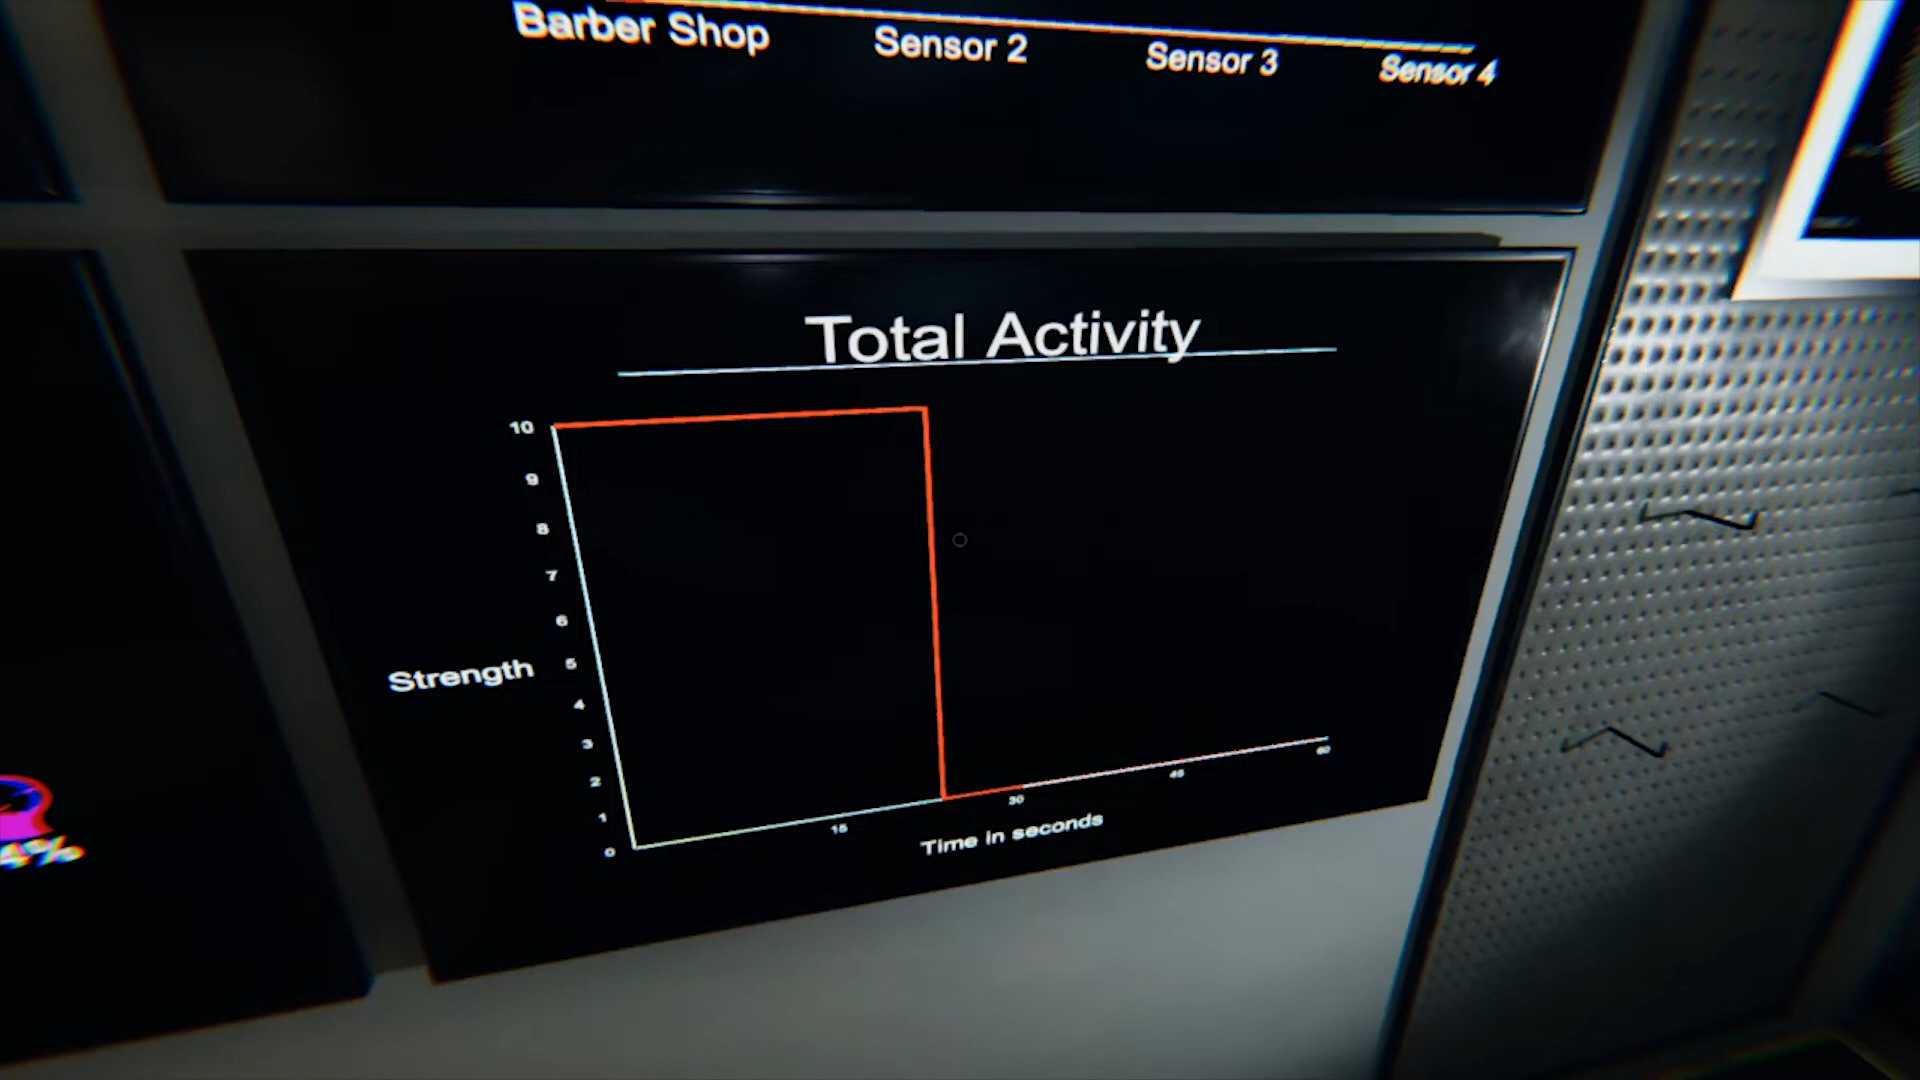 Barber Shop
Sensor 2
Sensor 3
Sensor 4
Total Activity
10
9
8
7
6
5
4
3
2
1
0
Strength
15
30
45
60
Time in seconds
4%